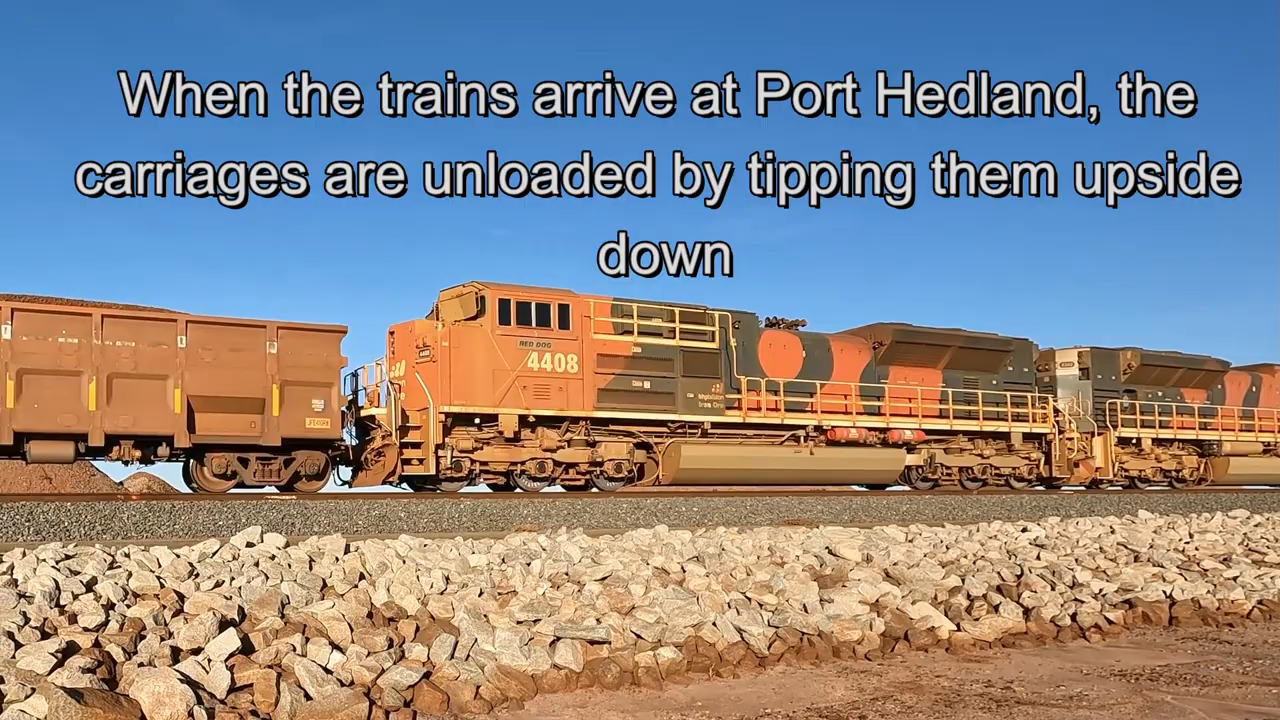 When the trains arrive at Port Hedland, the
carriages are unloaded by tipping them upside
down
RED DOG
4408